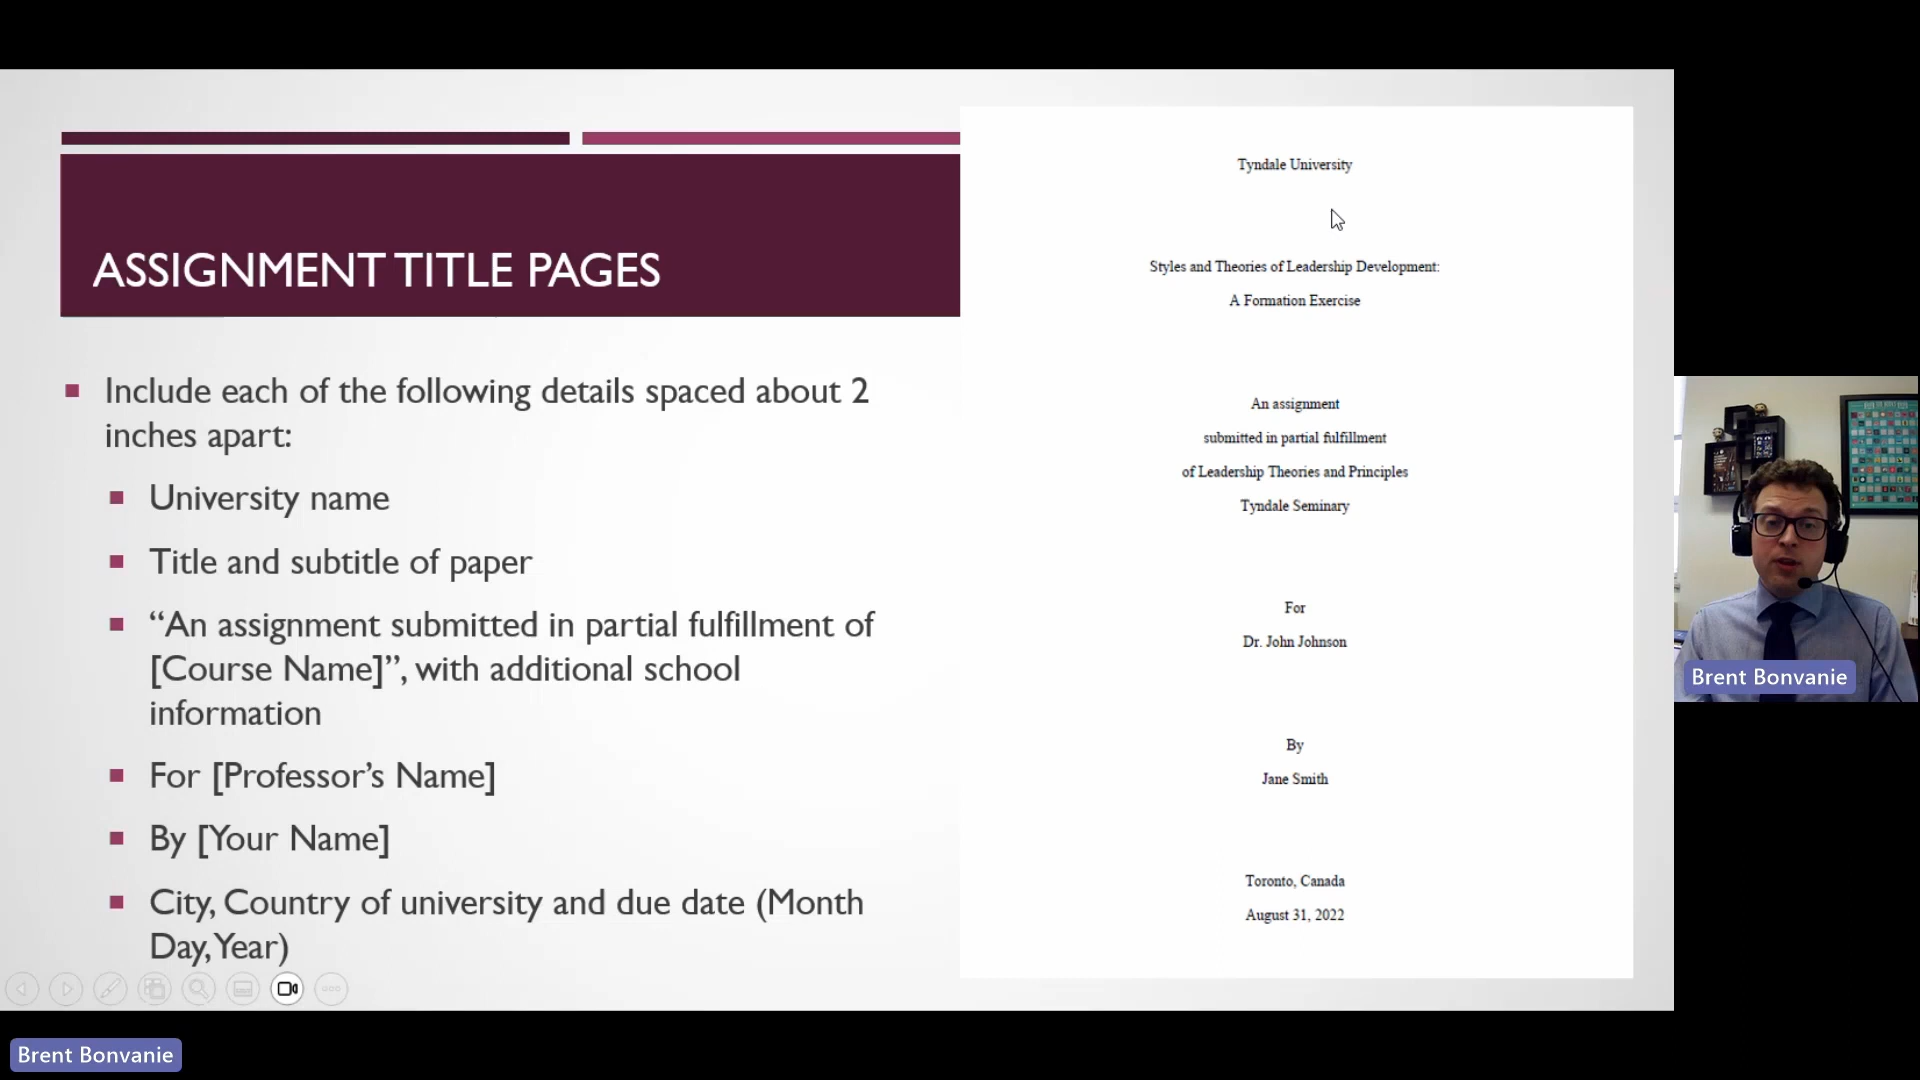 ASSIGNMENT TITLE PAGES
Include each of the following details spaced about 2
inches apart:
University name
Title and subtitle of paper
“An assignment submitted in partial fulfillment of
[Course Name]”, with additional school
information
For [Professor’s Name]
By [Your Name]
City, Country of university and due date (Month
Day, Year)
Tyndale University
Styles and Theories of Leadership Development:
A Formation Exercise
An assignment
submitted in partial fulfillment
of Leadership Theories and Principles
Tyndale Seminary
For
Dr. John Johnson
By
Jane Smith
Toronto, Canada
August 31, 2022
Brent Bonvanie
Brent Bonvanie